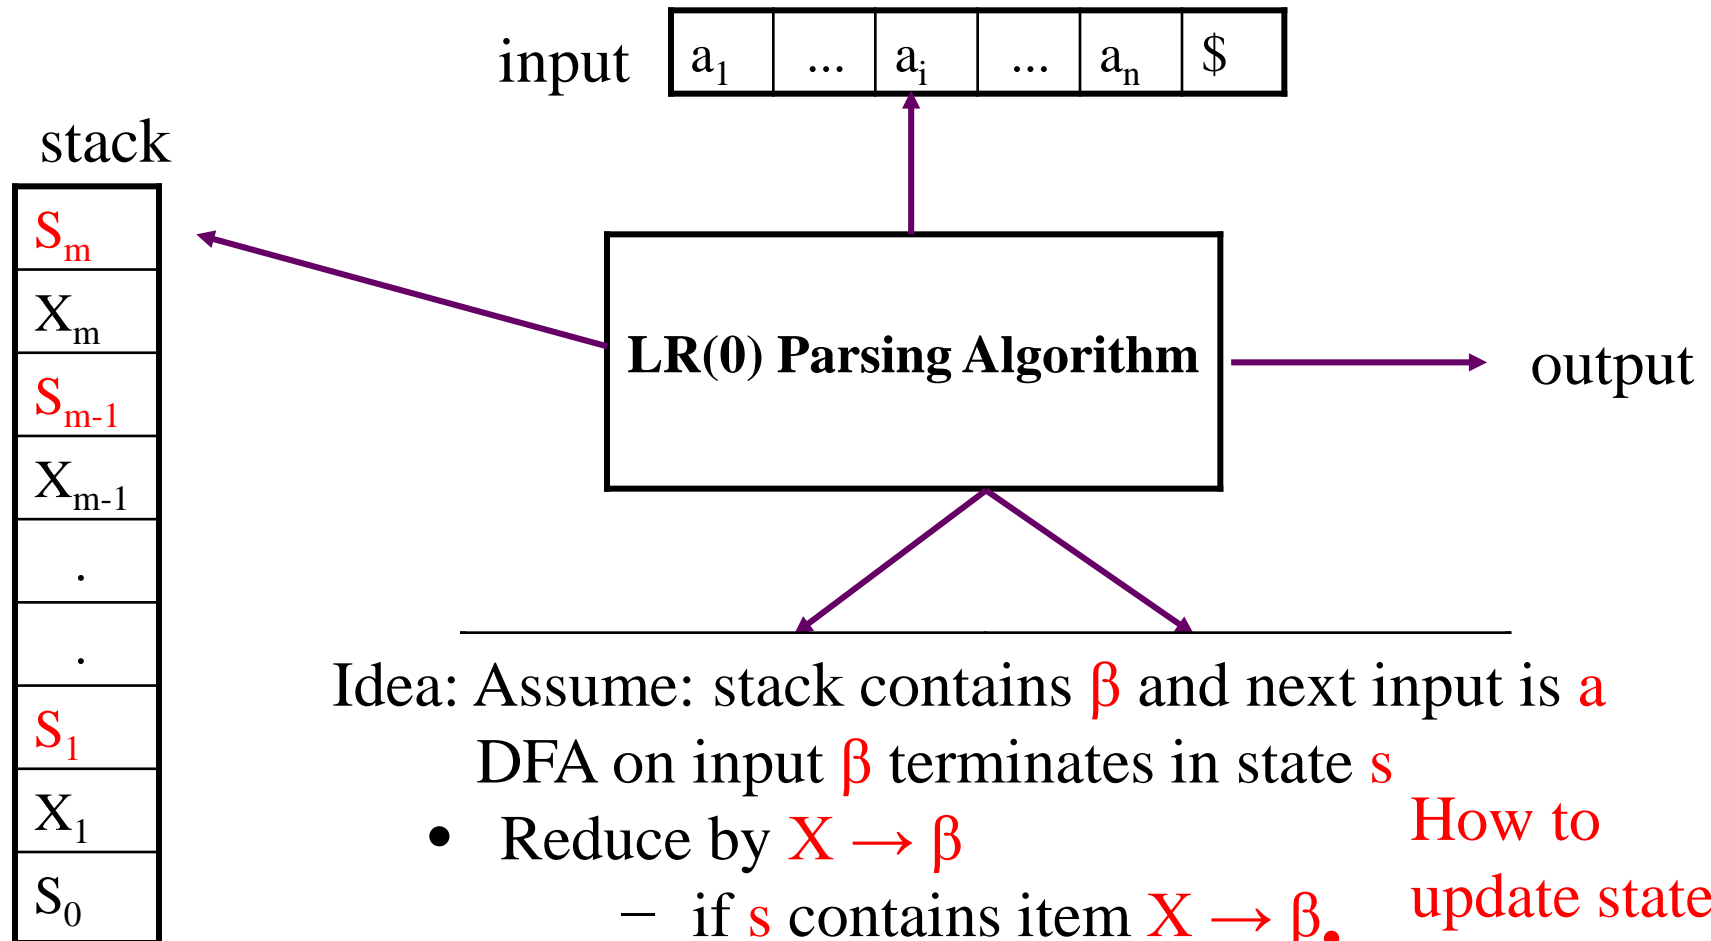 input
a₁ ... aᵢ ... aₙ $
stack
Sₘ
Xₘ
Sₘ₋₁
Xₘ₋₁
.
.
S₁
X₁
S₀
LR(0) Parsing Algorithm
output
Idea: Assume: stack contains β and next input is a
DFA on input β terminates in state s
• Reduce by X → β
– if s contains item X → β•
How to
update state